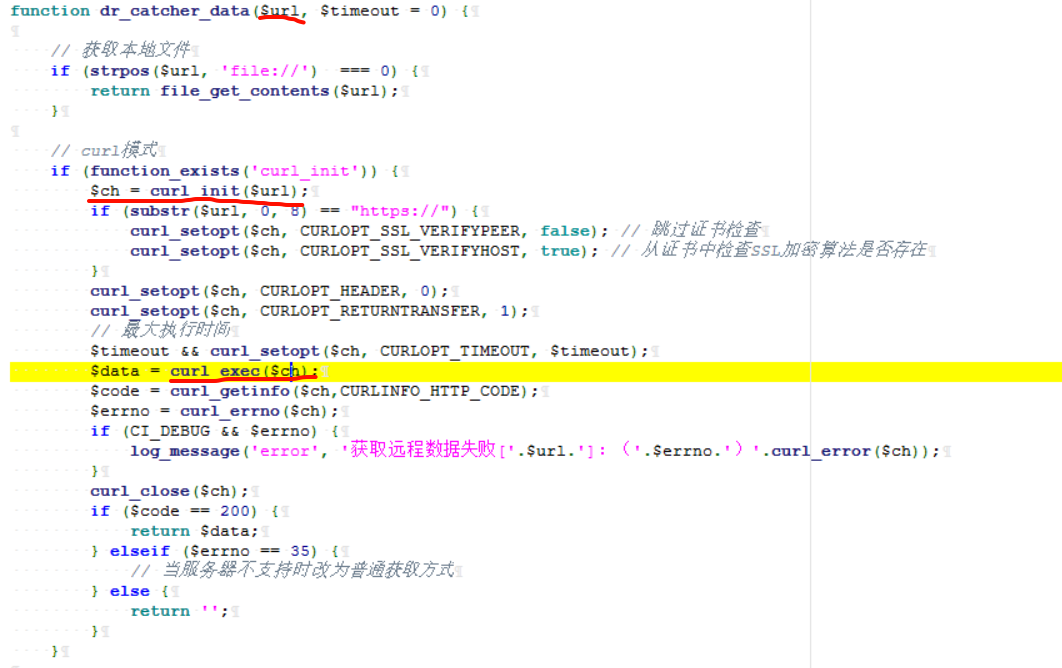 function dr_catcher_data($url, $timeout = 0) {
// 获取本地文件
if (strpos($url, 'file://')  === 0) {
return file_get_contents($url);
}
// curl模式
if (function_exists('curl_init')) {
$ch = curl_init($url);
if (substr($url, 0, 8) == "https://") {
curl_setopt($ch, CURLOPT_SSL_VERIFYPEER, false); // 跳过证书检查
curl_setopt($ch, CURLOPT_SSL_VERIFYHOST, true); // 从证书中检查SSL加密算法是否存在
}
curl_setopt($ch, CURLOPT_HEADER, 0);
curl_setopt($ch, CURLOPT_RETURNTRANSFER, 1);
// 最大执行时间
$timeout && curl_setopt($ch, CURLOPT_TIMEOUT, $timeout);
$data = curl_exec($ch);
$code = curl_getinfo($ch,CURLINFO_HTTP_CODE);
$errno = curl_errno($ch);
if (CI_DEBUG && $errno) {
log_message('error', '获取远程数据失败['.$url.']：（'.$errno.'）'.curl_error($ch));
}
curl_close($ch);
if ($code == 200) {
return $data;
} elseif ($errno == 35) {
// 当服务器不支持时改为普通获取方式
} else {
return '';
}
}